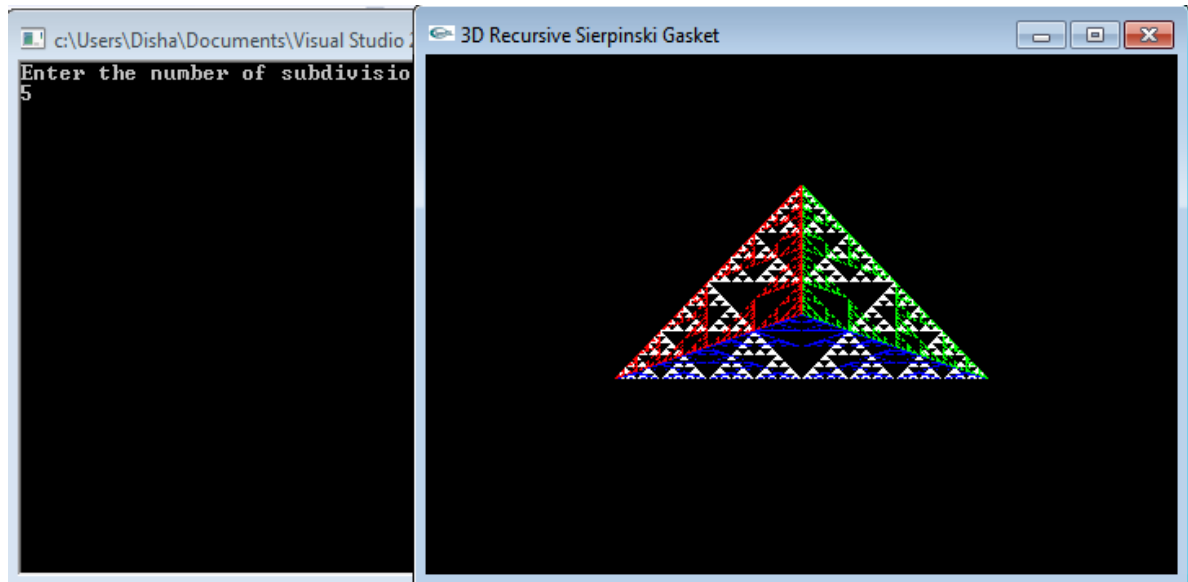 c:\Users\Disha\Documents\Visual Studio
3D Recursive Sierpinski Gasket
Enter the number of subdivisio
5